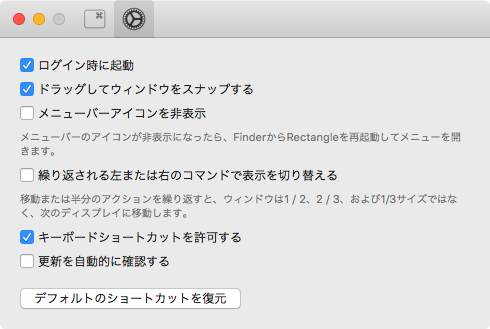 ⌘
ログイン時に起動
ドラッグしてウィンドウをスナップする
メニューバーアイコンを非表示
メニューバーのアイコンが非表示になったら、FinderからRectangleを再起動してメニューを開
きます。
繰り返される左または右のコマンドで表示を切り替える
移動または半分のアクションを繰り返すと、ウィンドウは1 / 2、2 / 3、および1/3サイズではな
く、次のディスプレイに移動します。
キーボードショートカットを許可する
更新を自動的に確認する
デフォルトのショートカットを復元